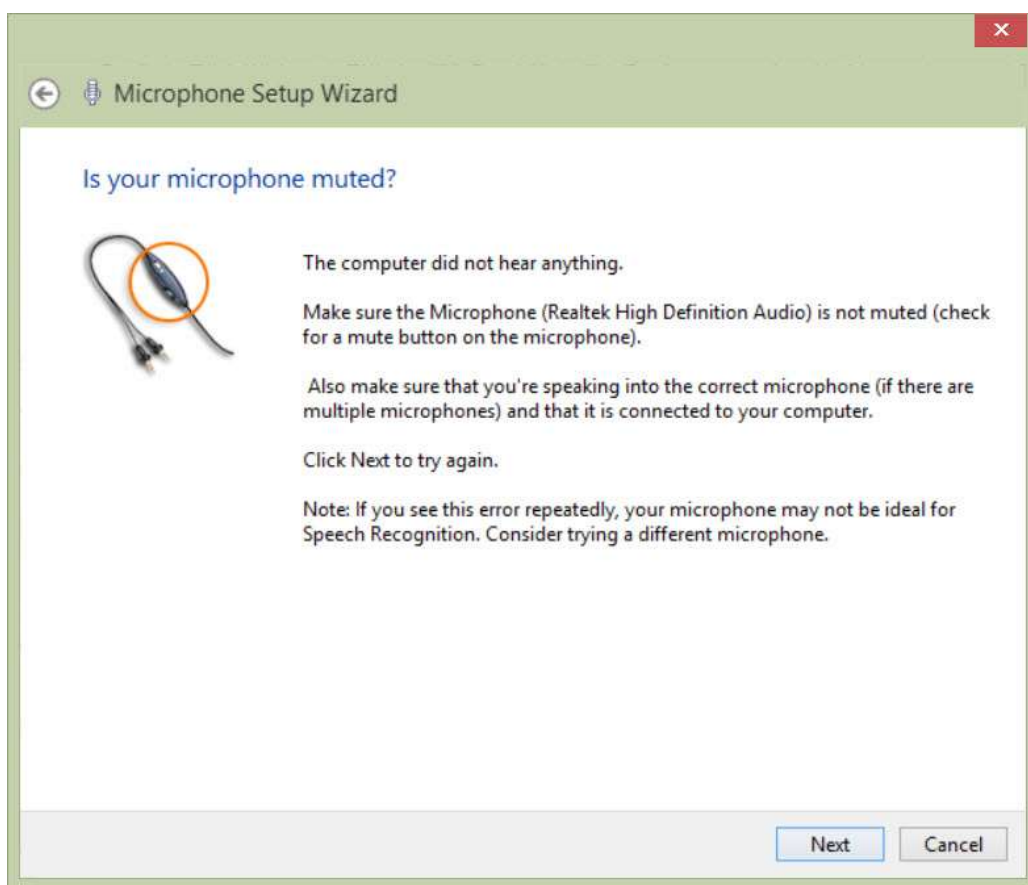 Microphone Setup Wizard
Is your microphone muted?
The computer did not hear anything.
Make sure the Microphone (Realtek High Definition Audio) is not muted (check
for a mute button on the microphone).
Also make sure that you're speaking into the correct microphone (if there are
multiple microphones) and that it is connected to your computer.
Click Next to try again.
Note: If you see this error repeatedly, your microphone may not be ideal for
Speech Recognition. Consider trying a different microphone.
Next
Cancel